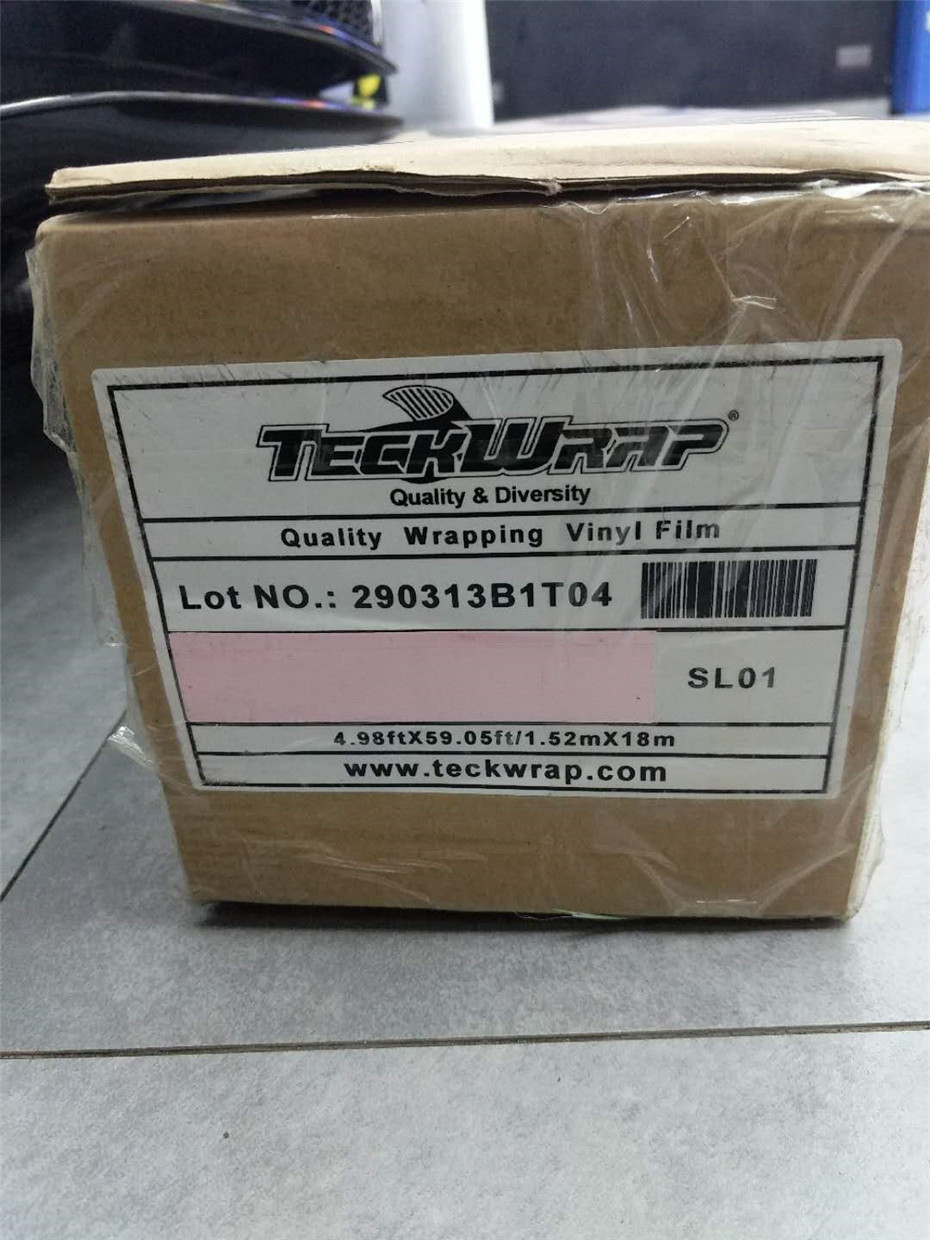 TECKWRAP®
Quality & Diversity
Quality Wrapping Vinyl Film
Lot NO.: 290313B1T04
SL01
4.98ftX59.05ft/1.52mX18m
www.teckwrap.com